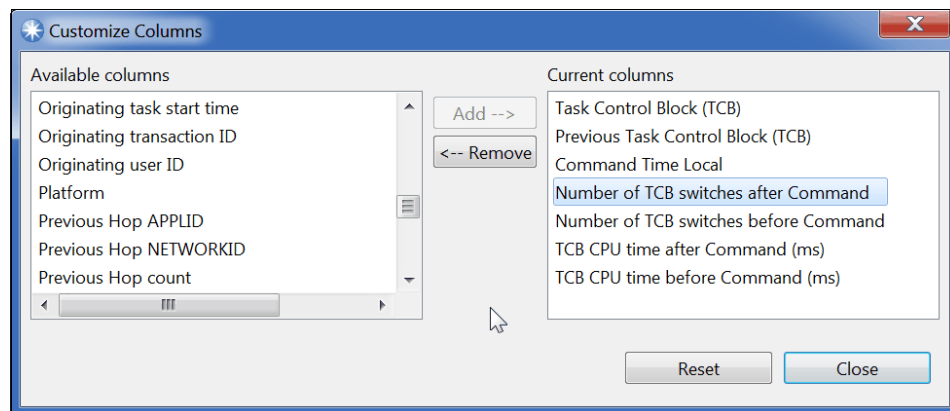 Customize Columns
Available columns
Originating task start time
Originating transaction ID
Originating user ID
Platform
Previous Hop APPLID
Previous Hop NETWORKID
Previous Hop count
Add -->
<-- Remove
Current columns
Task Control Block (TCB)
Previous Task Control Block (TCB)
Command Time Local
Number of TCB switches after Command
Number of TCB switches before Command
TCB CPU time after Command (ms)
TCB CPU time before Command (ms)
Reset
Close